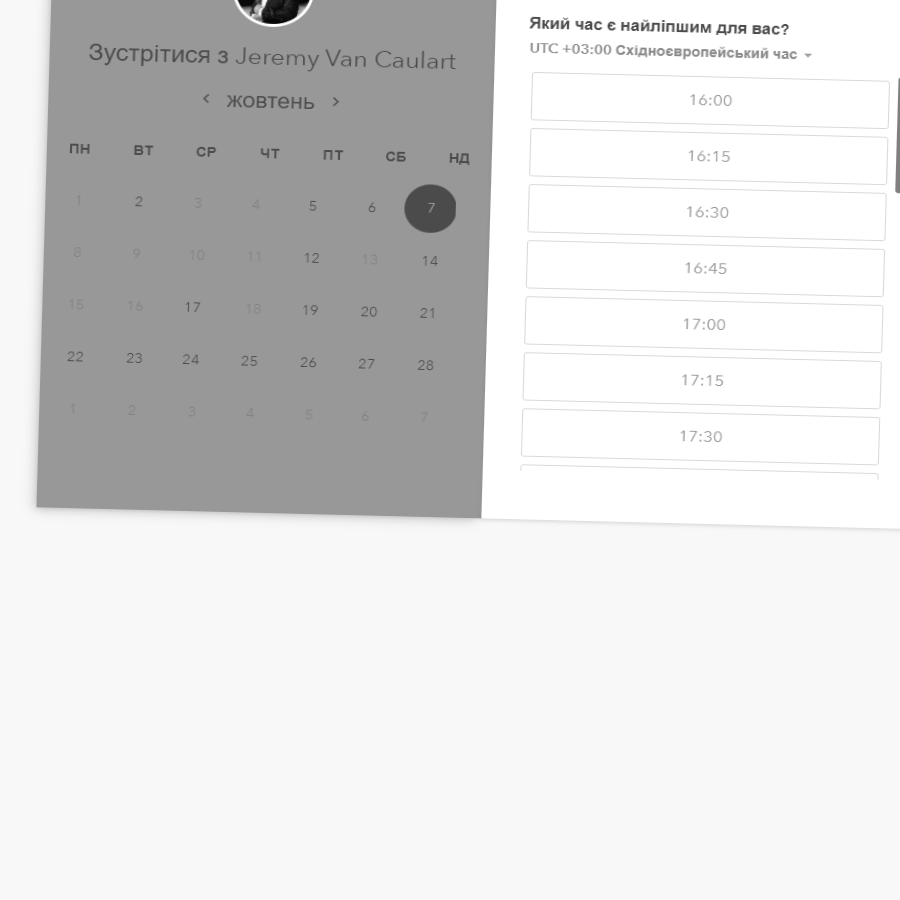 Зустрітися з Jeremy Van Caulart
жовтень
ПН ВТ СР ЧТ ПТ СБ НД
1 2 3 4 5 6 7
8 9 10 11 12 13 14
15 16 17 18 19 20 21
22 23 24 25 26 27 28
1 2 3 4 5 6 7
Який час є найліпшим для вас?
UTC +03:00 Східноєвропейський час
16:00
16:15
16:30
16:45
17:00
17:15
17:30